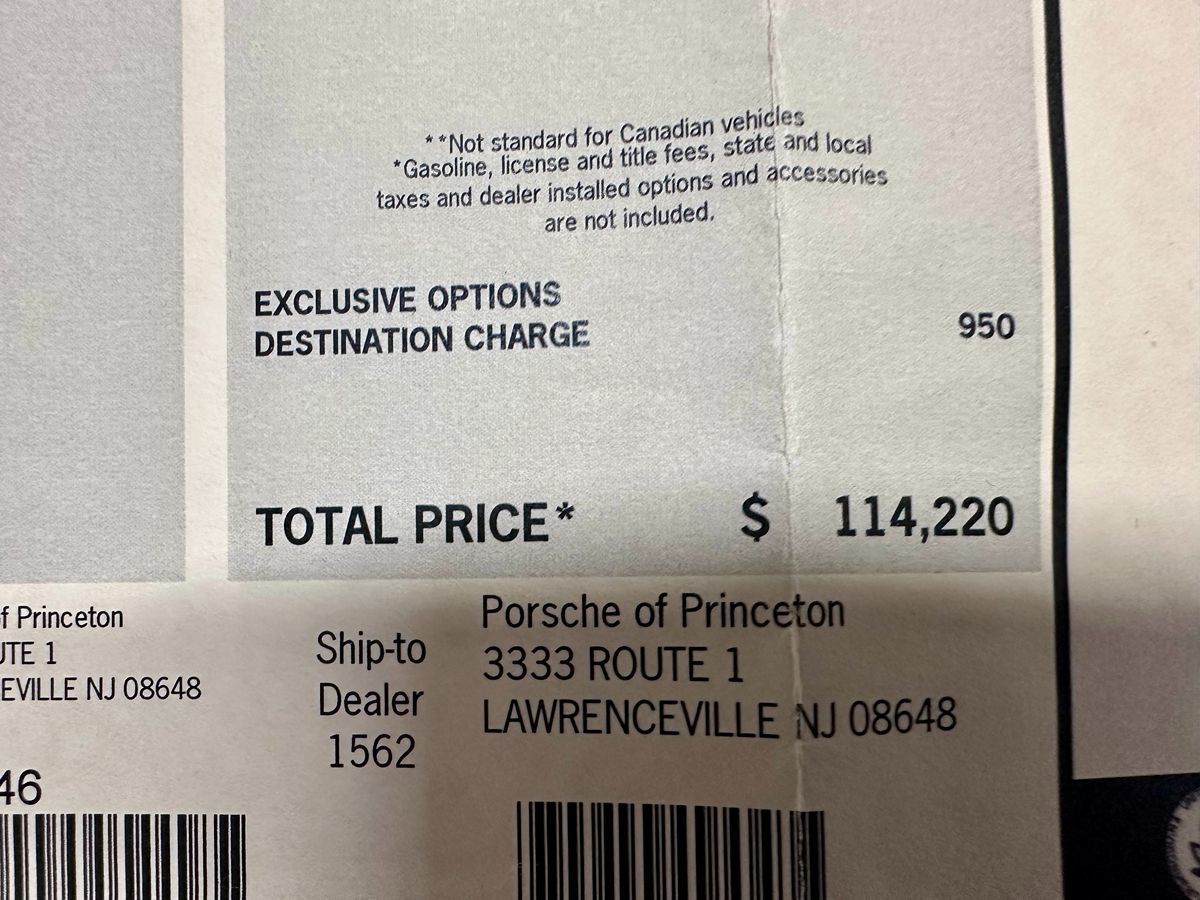 **Not standard for Canadian vehicles
*Gasoline, license and title fees, state and local
taxes and dealer installed options and accessories
are not included.
EXCLUSIVE OPTIONS
DESTINATION CHARGE 950
TOTAL PRICE* $ 114,220
f Princeton
UTE 1
EVILLE NJ 08648
46
Ship-to
Dealer
1562
Porsche of Princeton
3333 ROUTE 1
LAWRENCEVILLE NJ 08648